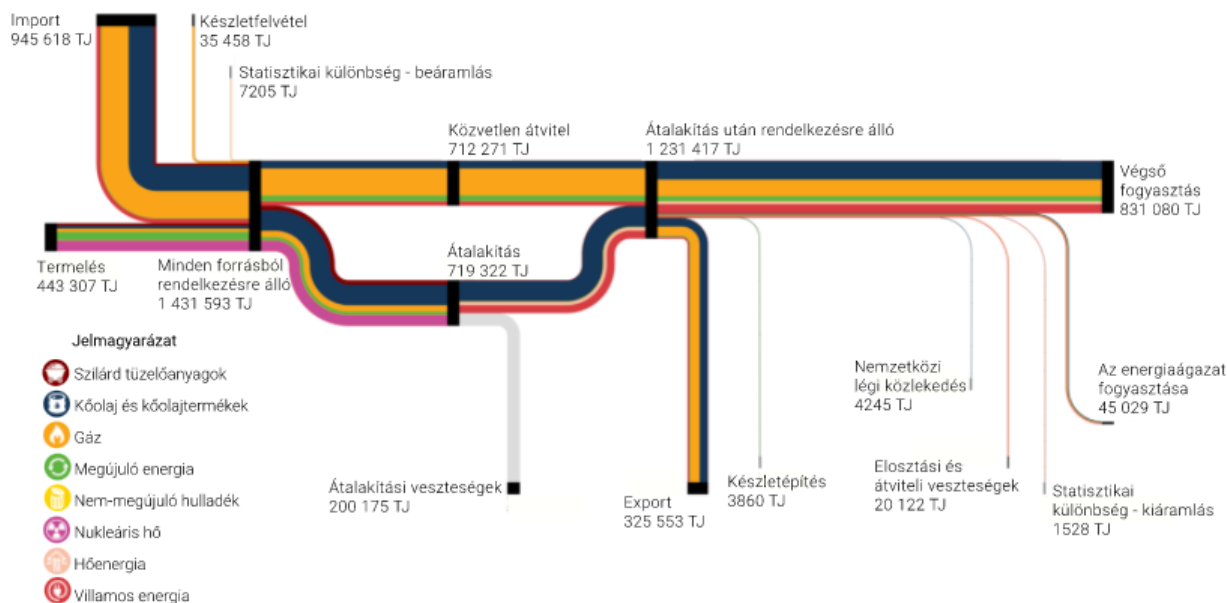 Import
945 618 TJ
Készletfelvétel
35 458 TJ
Statisztikai különbség - beáramlás
7205 TJ
Közvetlen átvitel
712 271 TJ
Átalakítás után rendelkezésre álló
1 231 417 TJ
Végső
fogyasztás
831 080 TJ
Termelés
443 307 TJ
Minden forrásból
rendelkezésre álló
1 431 593 TJ
Átalakítás
719 322 TJ
Jelmagyarázat
Szilárd tüzelőanyagok
Kőolaj és kőolajtermékek
Gáz
Megújuló energia
Nem-megújuló hulladék
Nukleáris hő
Hőenergia
Villamos energia
Átalakítási veszteségek
200 175 TJ
Export
325 553 TJ
Készletépítés
3860 TJ
Nemzetközi
légi közlekedés
4245 TJ
Elosztási és
átviteli veszteségek
20 122 TJ
Statisztikai
különbség - kiáramlás
1528 TJ
Az energiaágazat
fogyasztása
45 029 TJ